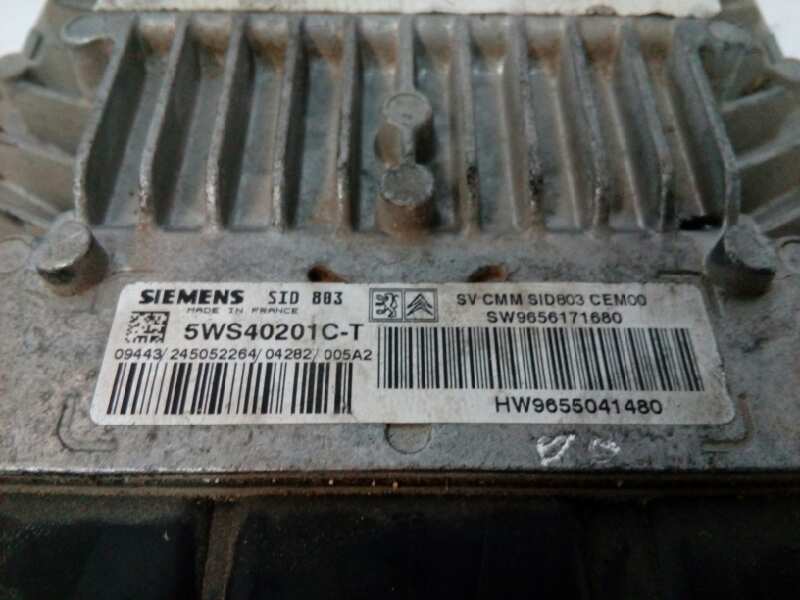 SIEMENS SID 803
MADE IN FRANCE
5WS40201C-T
09443/245052264/04282/005A2
SV CMM SID803 CEM00
SW9656171680
HW9655041480